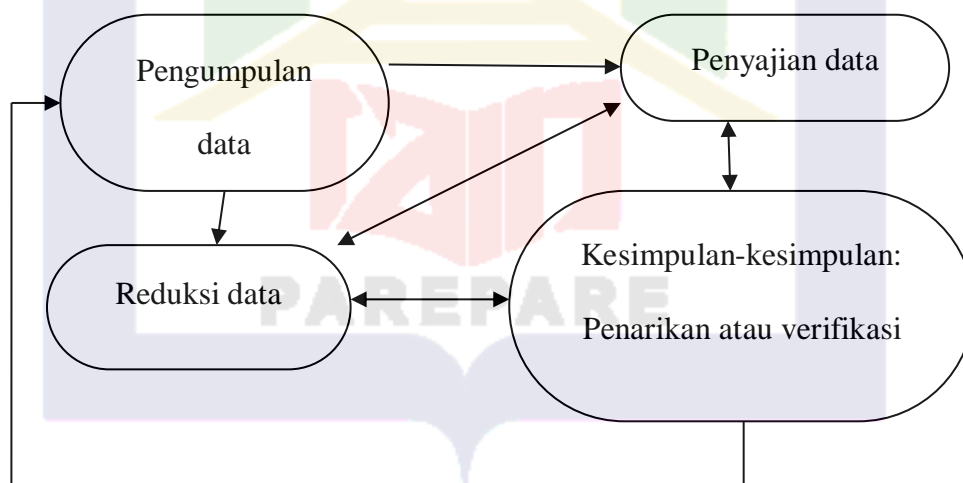 Pengumpulan
data
Penyajian data
Reduksi data
Kesimpulan-kesimpulan:
Penarikan atau verifikasi
PAREPARE